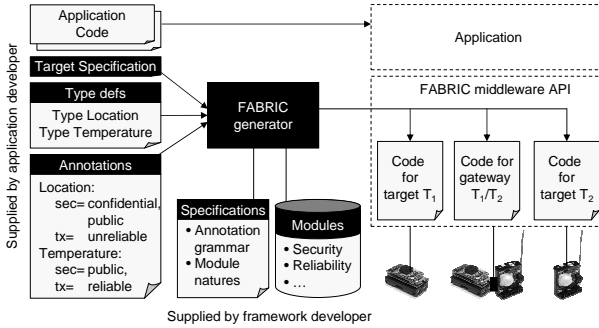 Supplied by application developer
Application
Code
Application
Target Specification
Type defs
Type Location
Type Temperature
FABRIC
generator
FABRIC middleware API
Annotations
Location:
sec= confidential,
public
tx= unreliable
Temperature:
sec= public,
tx= reliable
Specifications
• Annotation
grammar
• Module
natures
Modules
• Security
• Reliability
• ...
Code
for
target T1
Code for
gateway
T1/T2
Code
for
target T2
Supplied by framework developer